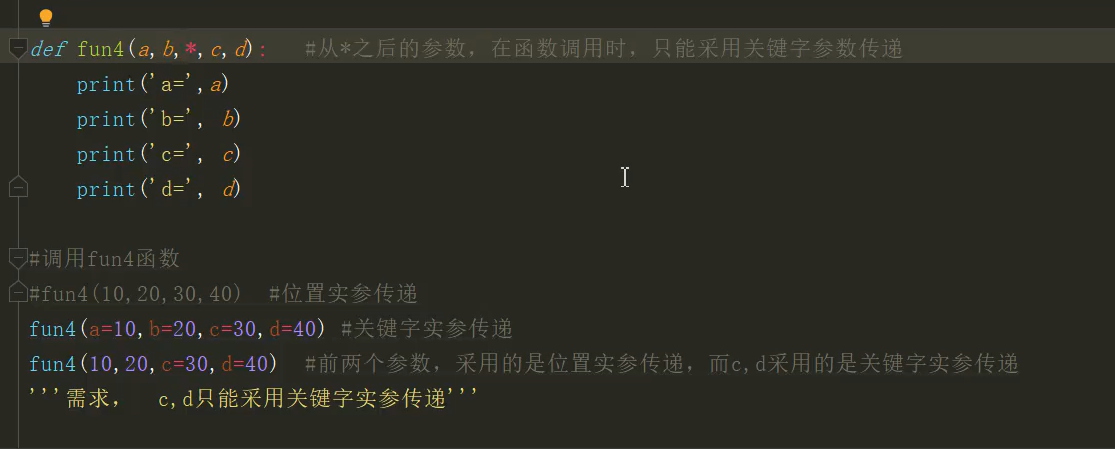 def fun4(a,b,*,c,d):   #从*之后的参数，在函数调用时，只能采用关键字参数传递
    print('a=',a)
    print('b=', b)
    print('c=', c)
    print('d=', d)
#调用fun4函数
#fun4(10,20,30,40)  #位置实参传递
fun4(a=10,b=20,c=30,d=40) #关键字实参传递
fun4(10,20,c=30,d=40)  #前两个参数，采用的是位置实参传递，而c,d采用的是关键字实参传递
'''需求，  c,d只能采用关键字实参传递'''